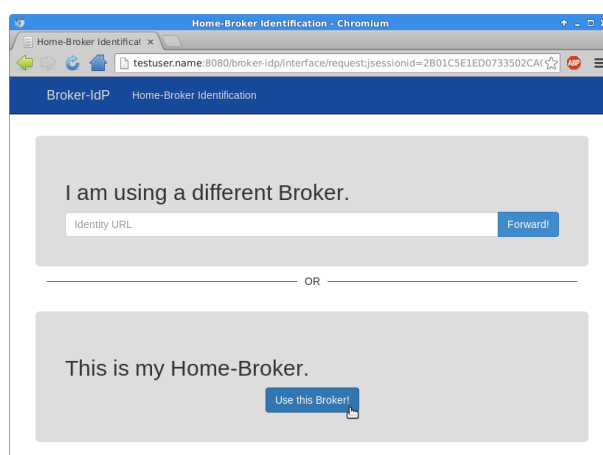 Home-Broker Identification - Chromium
Home-Broker Identificat
testuser.name:8080/broker-idp/interface/request;jsessionid=2B01C5E1ED0733502CA(
ABP
Broker-IdP Home-Broker Identification
I am using a different Broker.
Identity URL Forward!
OR
This is my Home-Broker.
Use this Broker!